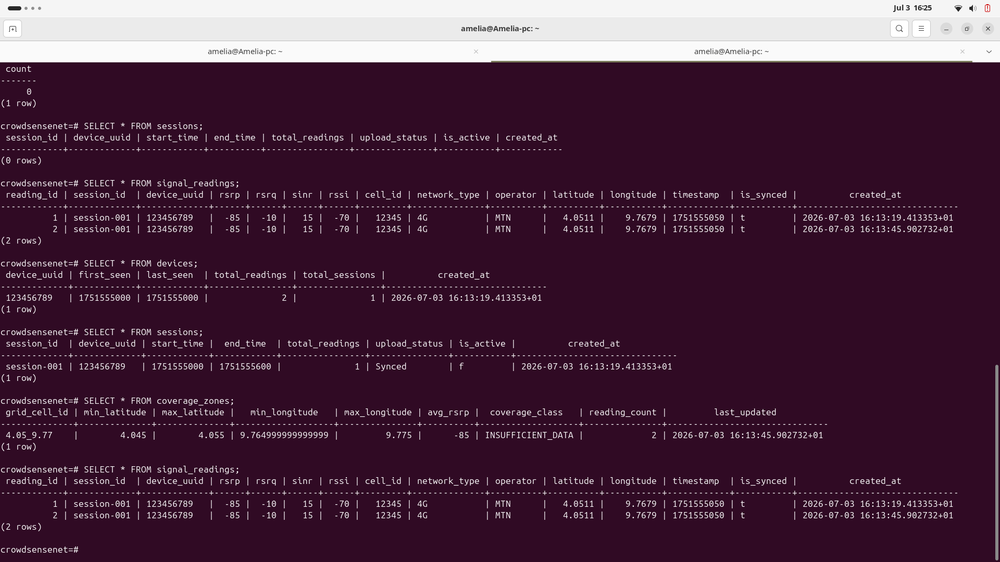 Jul 3 16:25
amelia@Amelia-pc: ~
amelia@Amelia-pc: ~ amelia@Amelia-pc: ~
 count
-------
     0
(1 row)

crowdsensenet=# SELECT * FROM sessions;
 session_id | device_uuid | start_time | end_time | total_readings | upload_status | is_active | created_at
------------+-------------+------------+----------+----------------+---------------+-----------+------------
(0 rows)

crowdsensenet=# SELECT * FROM signal_readings;
 reading_id | session_id  | device_uuid | rsrp | rsrq | sinr | rssi | cell_id | network_type | operator | latitude | longitude | timestamp  | is_synced |          created_at
------------+-------------+-------------+------+------+------+------+---------+--------------+----------+----------+-----------+------------+-----------+-------------------------------
          1 | session-001 | 123456789   |  -85 |  -10 |   15 |  -70 |   12345 | 4G           | MTN      |   4.0511 |    9.7679 | 1751555050 | t         | 2026-07-03 16:13:19.413353+01
          2 | session-001 | 123456789   |  -85 |  -10 |   15 |  -70 |   12345 | 4G           | MTN      |   4.0511 |    9.7679 | 1751555050 | t         | 2026-07-03 16:13:45.902732+01
(2 rows)

crowdsensenet=# SELECT * FROM devices;
 device_uuid | first_seen | last_seen  | total_readings | total_sessions |          created_at
-------------+------------+------------+----------------+----------------+-------------------------------
 123456789   | 1751555000 | 1751555000 |              2 |              1 | 2026-07-03 16:13:19.413353+01
(1 row)

crowdsensenet=# SELECT * FROM sessions;
 session_id  | device_uuid | start_time |  end_time  | total_readings | upload_status | is_active |          created_at
-------------+-------------+------------+------------+----------------+---------------+-----------+-------------------------------
 session-001 | 123456789   | 1751555000 | 1751555600 |              1 | Synced        | f         | 2026-07-03 16:13:19.413353+01
(1 row)

crowdsensenet=# SELECT * FROM coverage_zones;
 grid_cell_id | min_latitude | max_latitude |   min_longitude   | max_longitude | avg_rsrp |  coverage_class   | reading_count |         last_updated
--------------+--------------+--------------+-------------------+---------------+----------+-------------------+---------------+-------------------------------
 4.05_9.77    |        4.045 |        4.055 | 9.764999999999999 |         9.775 |      -85 | INSUFFICIENT_DATA |             2 | 2026-07-03 16:13:45.902732+01
(1 row)

crowdsensenet=# SELECT * FROM signal_readings;
 reading_id | session_id  | device_uuid | rsrp | rsrq | sinr | rssi | cell_id | network_type | operator | latitude | longitude | timestamp  | is_synced |          created_at
------------+-------------+-------------+------+------+------+------+---------+--------------+----------+----------+-----------+------------+-----------+-------------------------------
          1 | session-001 | 123456789   |  -85 |  -10 |   15 |  -70 |   12345 | 4G           | MTN      |   4.0511 |    9.7679 | 1751555050 | t         | 2026-07-03 16:13:19.413353+01
          2 | session-001 | 123456789   |  -85 |  -10 |   15 |  -70 |   12345 | 4G           | MTN      |   4.0511 |    9.7679 | 1751555050 | t         | 2026-07-03 16:13:45.902732+01
(2 rows)

crowdsensenet=#